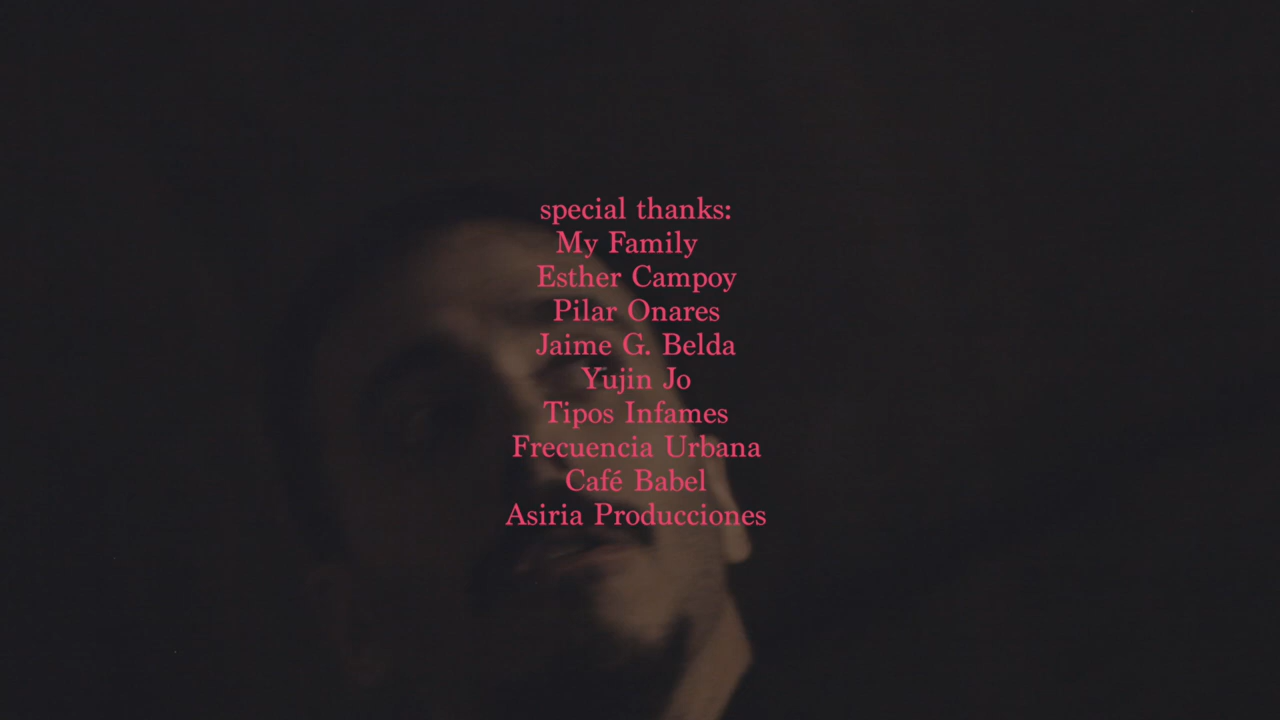 special thanks:
My Family
Esther Campoy
Pilar Onares
Jaime G. Belda
Yujin Jo
Tipos Infames
Frecuencia Urbana
Café Babel
Asiria Producciones